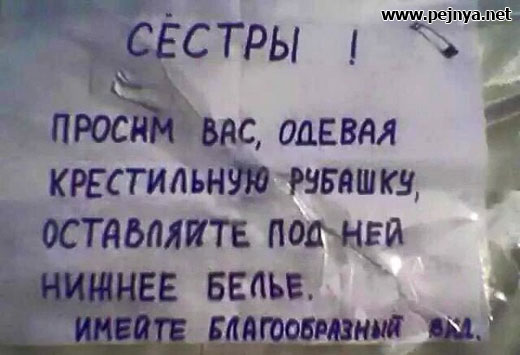 www.pejnya.net
СЁСТРЫ !
ПРОСИМ ВАС, ОДЕВАЯ
КРЕСТИЛЬНУЮ РУБАШКУ,
ОСТАВЛЯЙТЕ ПОД НЕЙ
НИЖНЕЕ БЕЛЬЕ.
ИМЕЙТЕ БЛАГООБРАЗНЫЙ ВИД.